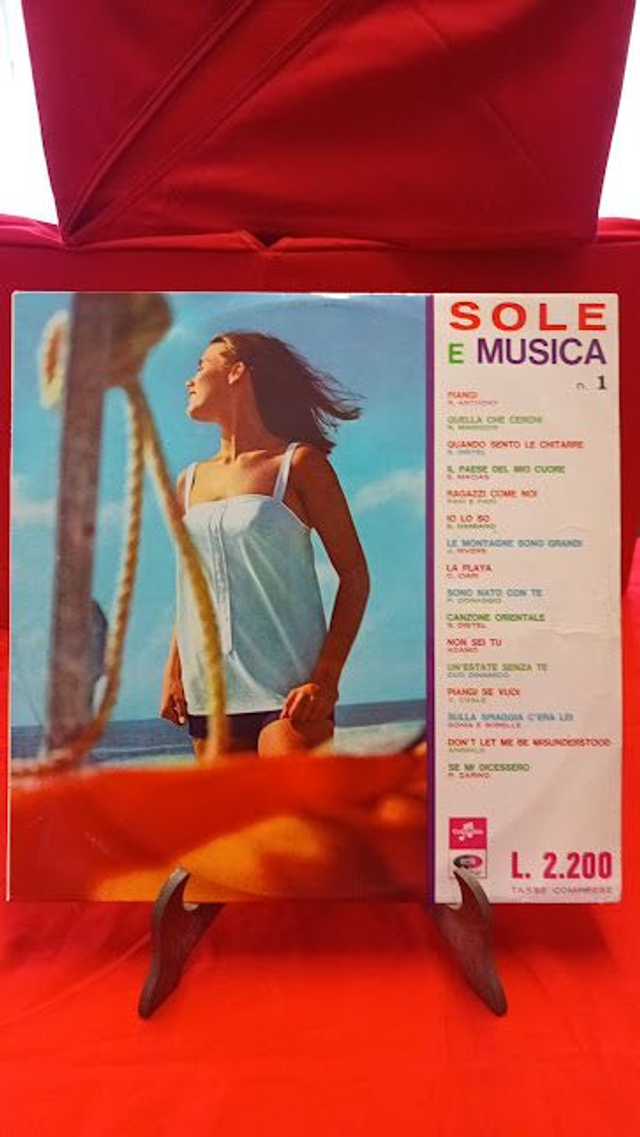 SOLE
E MUSICA
n. 1
PIANGI
R. ANTHONY
QUELLA CHE CERCHI
QUANDO SENTO LE CHITARRE
S. DISTEL
IL PAESE DEL MIO CUORE
E. MACIAS
RAGAZZI COME NOI
PAKI E PAKI
IO LO SO
G. DAMIANO
LE MONTAGNE SONO GRANDI
J. RIVERS
LA PLAYA
C. CIARI
SONO NATO CON TE
P. DONAGGIO
CANZONE ORIENTALE
S. DISTEL
NON SEI TU
ADAMO
UN'ESTATE SENZA TE
DUO DINAMICO
PIANGI SE VUOI
SULLA SPIAGGIA C'ERA LEI
SONIA E
DON'T LET ME BE MISUNDERSTOOD
ANIMALS
SE MI DICESSERO
P. ZARINO
Columbia
L. 2.200
TASSE COMPRESE